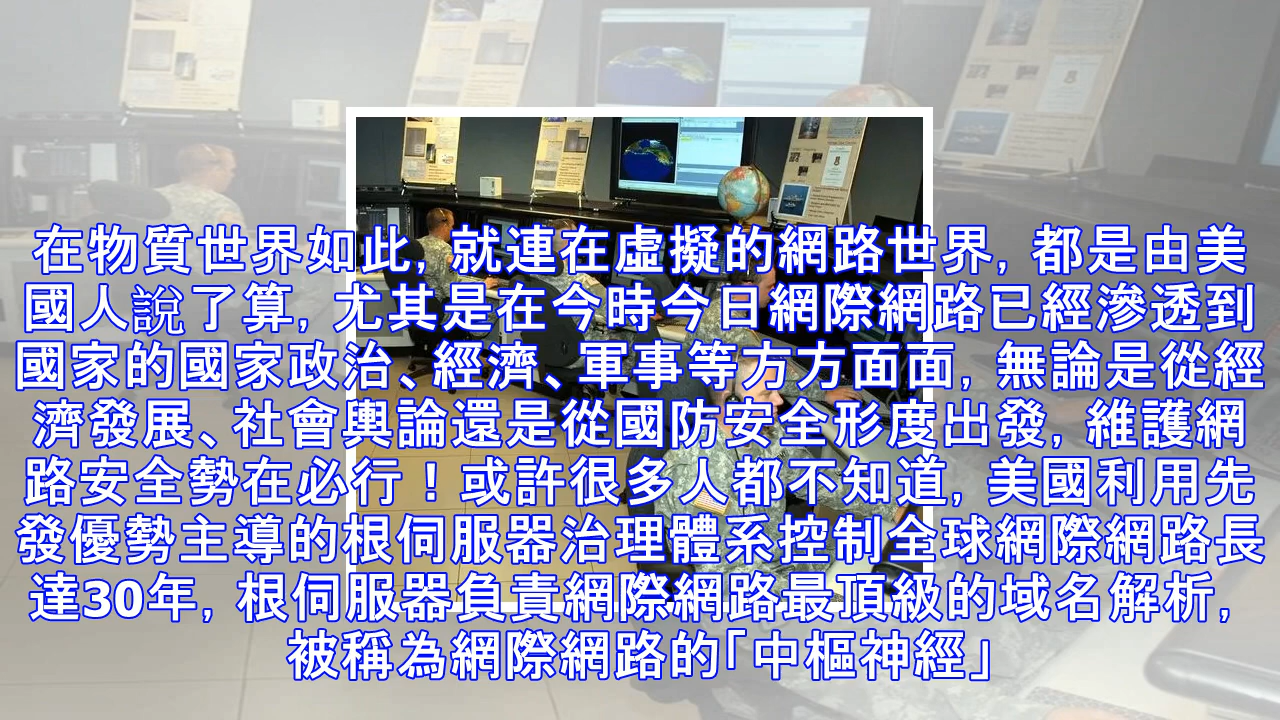 在物質世界如此, 就連在虛擬的網路世界, 都是由美
國人說了算, 尤其是在今時今日網際網路已經滲透到
國家的國家政治、經濟、軍事等方方面面, 無論是從經
濟發展、社會輿論還是從國防安全形度出發, 維護網
路安全勢在必行！或許很多人都不知道, 美國利用先
發優勢主導的根伺服器治理體系控制全球網際網路長
達30年, 根伺服器負責網際網路最頂級的域名解析,
被稱為網際網路的「中樞神經」